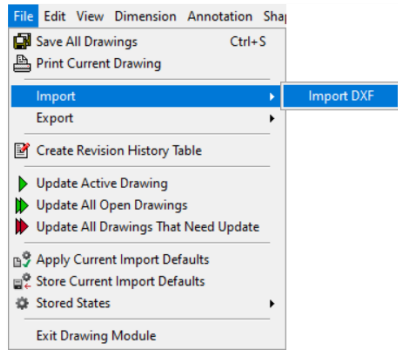 File Edit View Dimension Annotation Shap
Save All Drawings Ctrl+S
Print Current Drawing
Import Import DXF
Export
Create Revision History Table
Update Active Drawing
Update All Open Drawings
Update All Drawings That Need Update
Apply Current Import Defaults
Store Current Import Defaults
Stored States
Exit Drawing Module